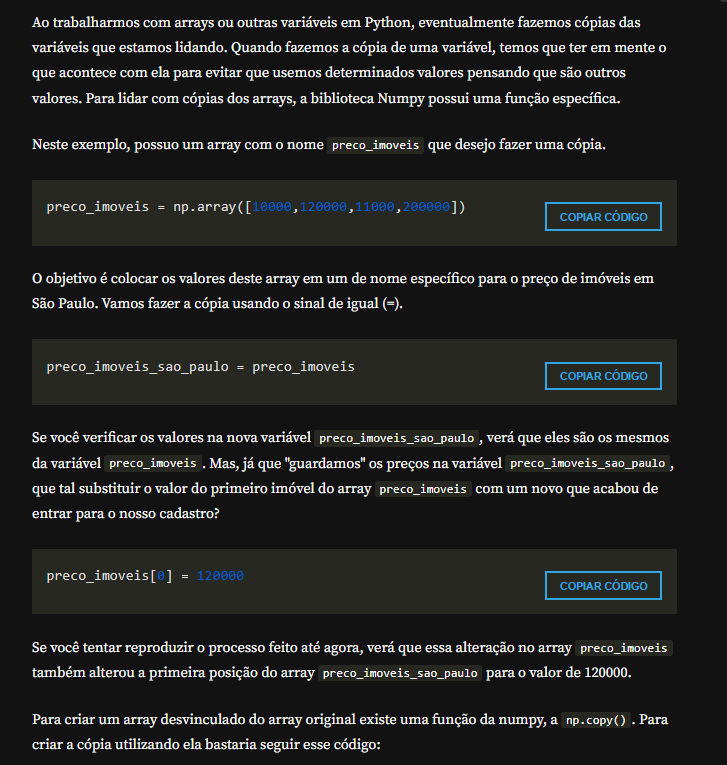 Ao trabalharmos com arrays ou outras variáveis em Python, eventualmente fazemos cópias das
variáveis que estamos lidando. Quando fazemos a cópia de uma variável, temos que ter em mente o
que acontece com ela para evitar que usemos determinados valores pensando que são outros
valores. Para lidar com cópias dos arrays, a biblioteca Numpy possui uma função específica.
Neste exemplo, possuo um array com o nome preco_imoveis que desejo fazer uma cópia.
preco_imoveis = np.array([10000,120000,11000,200000])
COPIAR CÓDIGO
O objetivo é colocar os valores deste array em um de nome específico para o preço de imóveis em
São Paulo. Vamos fazer a cópia usando o sinal de igual (=).
preco_imoveis_sao_paulo = preco_imoveis
COPIAR CÓDIGO
Se você verificar os valores na nova variável preco_imoveis_sao_paulo, verá que eles são os mesmos
da variável preco_imoveis. Mas, já que "guardamos" os preços na variável preco_imoveis_sao_paulo,
que tal substituir o valor do primeiro imóvel do array preco_imoveis com um novo que acabou de
entrar para o nosso cadastro?
preco_imoveis[0] = 120000
COPIAR CÓDIGO
Se você tentar reproduzir o processo feito até agora, verá que essa alteração no array preco_imoveis
também alterou a primeira posição do array preco_imoveis_sao_paulo para o valor de 120000.
Para criar um array desvinculado do array original existe uma função da numpy, a np.copy(). Para
criar a cópia utilizando ela bastaria seguir esse código: